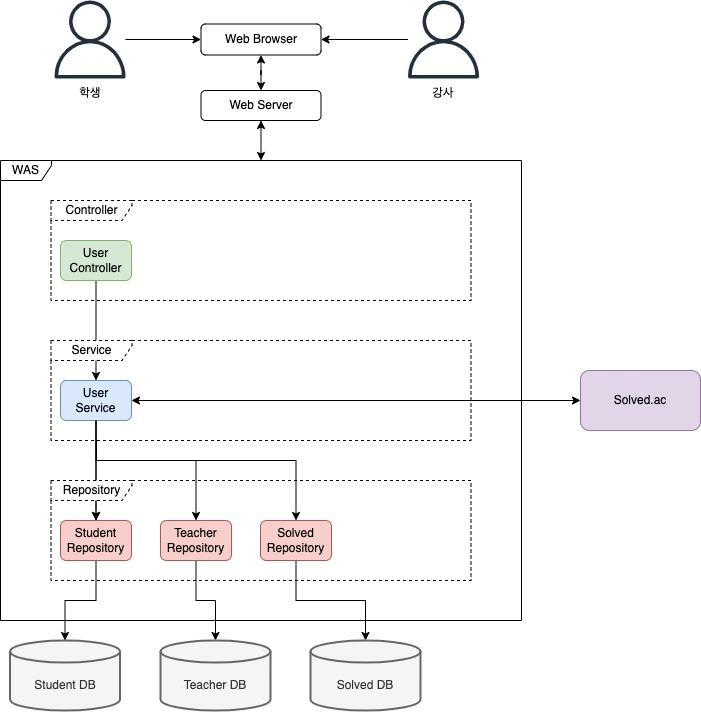 Web Browser
학생
강사
Web Server
WAS
Controller
User
Controller
Service
User
Service
Solved.ac
Repository
Student
Repository
Teacher
Repository
Solved
Repository
Student DB
Teacher DB
Solved DB